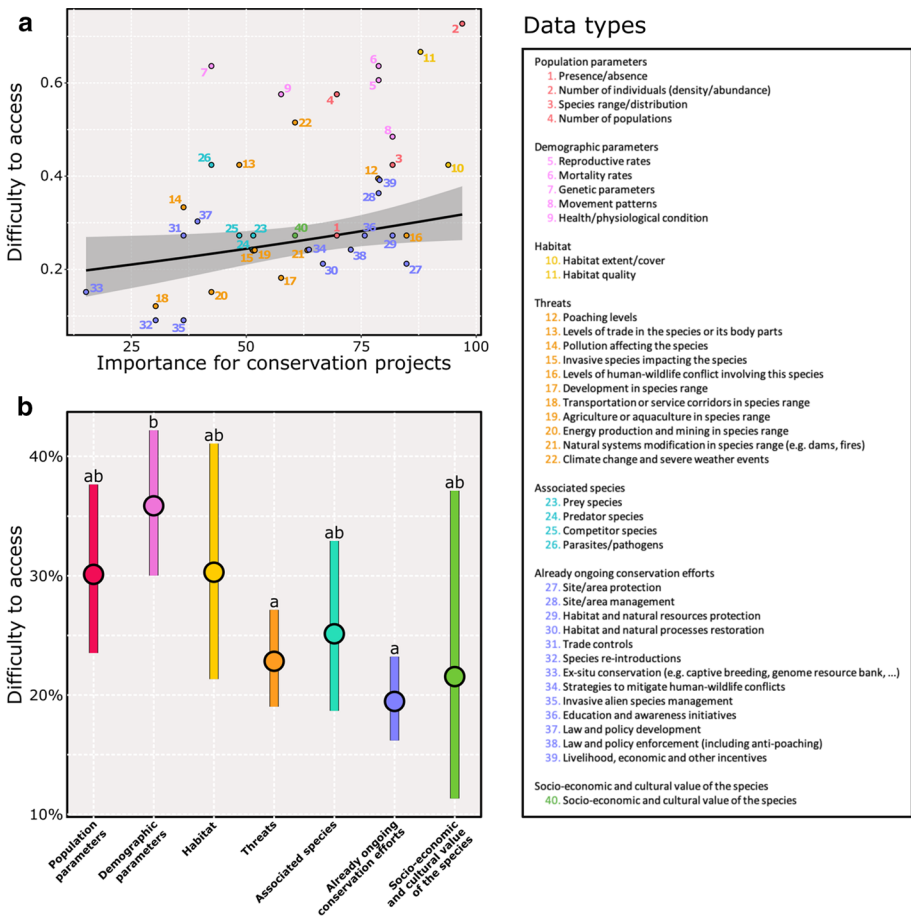 a
Difficulty to access
0.6
0.4
0.2
2
11
6
5
7
9
4
22
8
3
10
26
13
12
39
28
14
37
31
25
23
24
40
1
36
29
16
15
19
21
34
38
30
27
17
33
18
20
32
35
25
50
75
100
Importance for conservation projects
b
Difficulty to access
40%
30%
20%
10%
ab
b
ab
a
ab
a
ab
Population
parameters
Demographic
parameters
Habitat
Threats
Associated species
Already ongoing
conservation efforts
Socio-economic
and cultural value
of the species
Data types
Population parameters
1. Presence/absence
2. Number of individuals (density/abundance)
3. Species range/distribution
4. Number of populations
Demographic parameters
5. Reproductive rates
6. Mortality rates
7. Genetic parameters
8. Movement patterns
9. Health/physiological condition
Habitat
10. Habitat extent/cover
11. Habitat quality
Threats
12. Poaching levels
13. Levels of trade in the species or its body parts
14. Pollution affecting the species
15. Invasive species impacting the species
16. Levels of human-wildlife conflict involving this species
17. Development in species range
18. Transportation or service corridors in species range
19. Agriculture or aquaculture in species range
20. Energy production and mining in species range
21. Natural systems modification in species range (e.g. dams, fires)
22. Climate change and severe weather events
Associated species
23. Prey species
24. Predator species
25. Competitor species
26. Parasites/pathogens
Already ongoing conservation efforts
27. Site/area protection
28. Site/area management
29. Habitat and natural resources protection
30. Habitat and natural processes restoration
31. Trade controls
32. Species re-introductions
33. Ex-situ conservation (e.g. captive breeding, genome resource bank, ...)
34. Strategies to mitigate human-wildlife conflicts
35. Invasive alien species management
36. Education and awareness initiatives
37. Law and policy development
38. Law and policy enforcement (including anti-poaching)
39. Livelihood, economic and other incentives
Socio-economic and cultural value of the species
40. Socio-economic and cultural value of the species